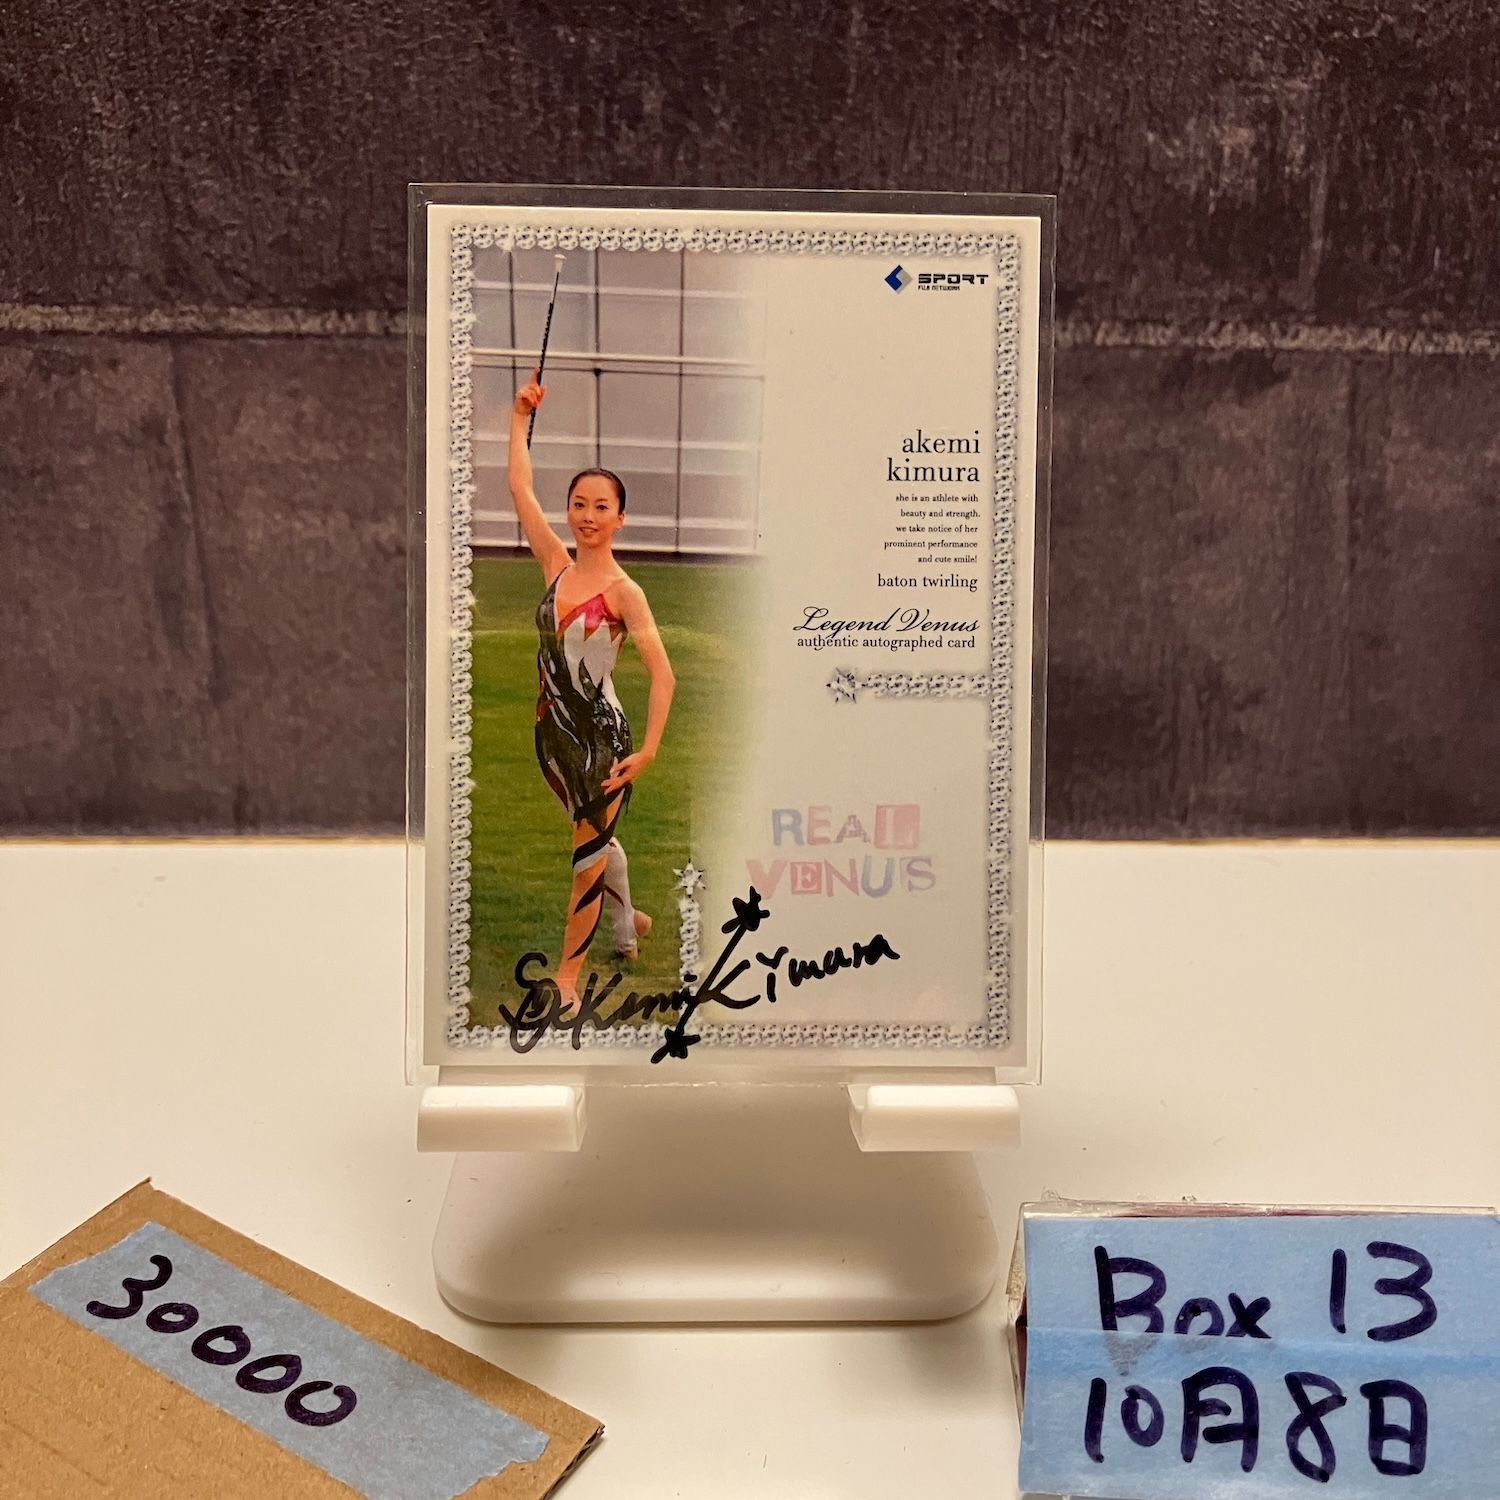 SPORT
FUJI NETWORK
akemi
kimura
she is an athlete with
beauty and strength.
we take notice of her
prominent performance
and cute smile!
baton twirling
Legend Venus
authentic autographed card
REAL
VENUS
Akemi Kimura
30000
Box 13
10月8日